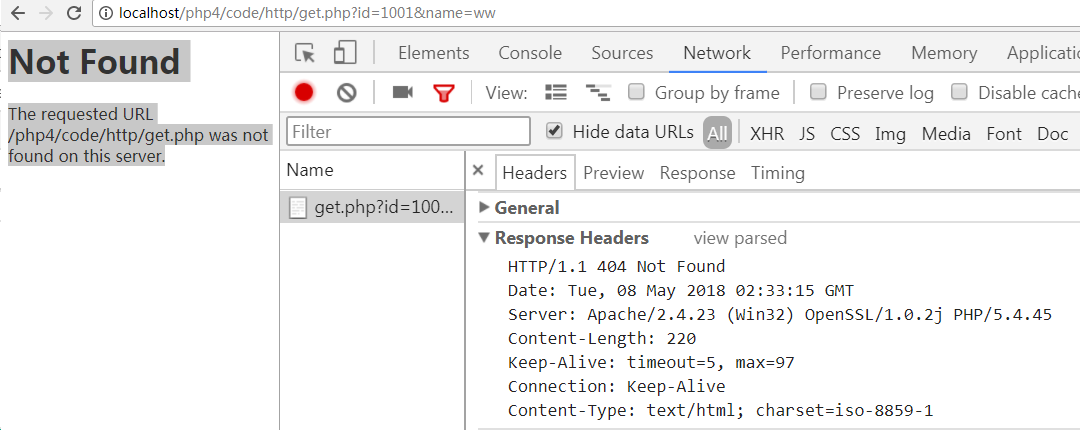 localhost/php4/code/http/get.php?id=1001&name=ww
Not Found
The requested URL
/php4/code/http/get.php was not
found on this server.
Elements Console Sources Network Performance Memory Applicatio
View: Group by frame Preserve log Disable cache
Filter Hide data URLs All XHR JS CSS Img Media Font Doc
Name
× Headers Preview Response Timing
get.php?id=100...
General
Response Headers view parsed
HTTP/1.1 404 Not Found
Date: Tue, 08 May 2018 02:33:15 GMT
Server: Apache/2.4.23 (Win32) OpenSSL/1.0.2j PHP/5.4.45
Content-Length: 220
Keep-Alive: timeout=5, max=97
Connection: Keep-Alive
Content-Type: text/html; charset=iso-8859-1